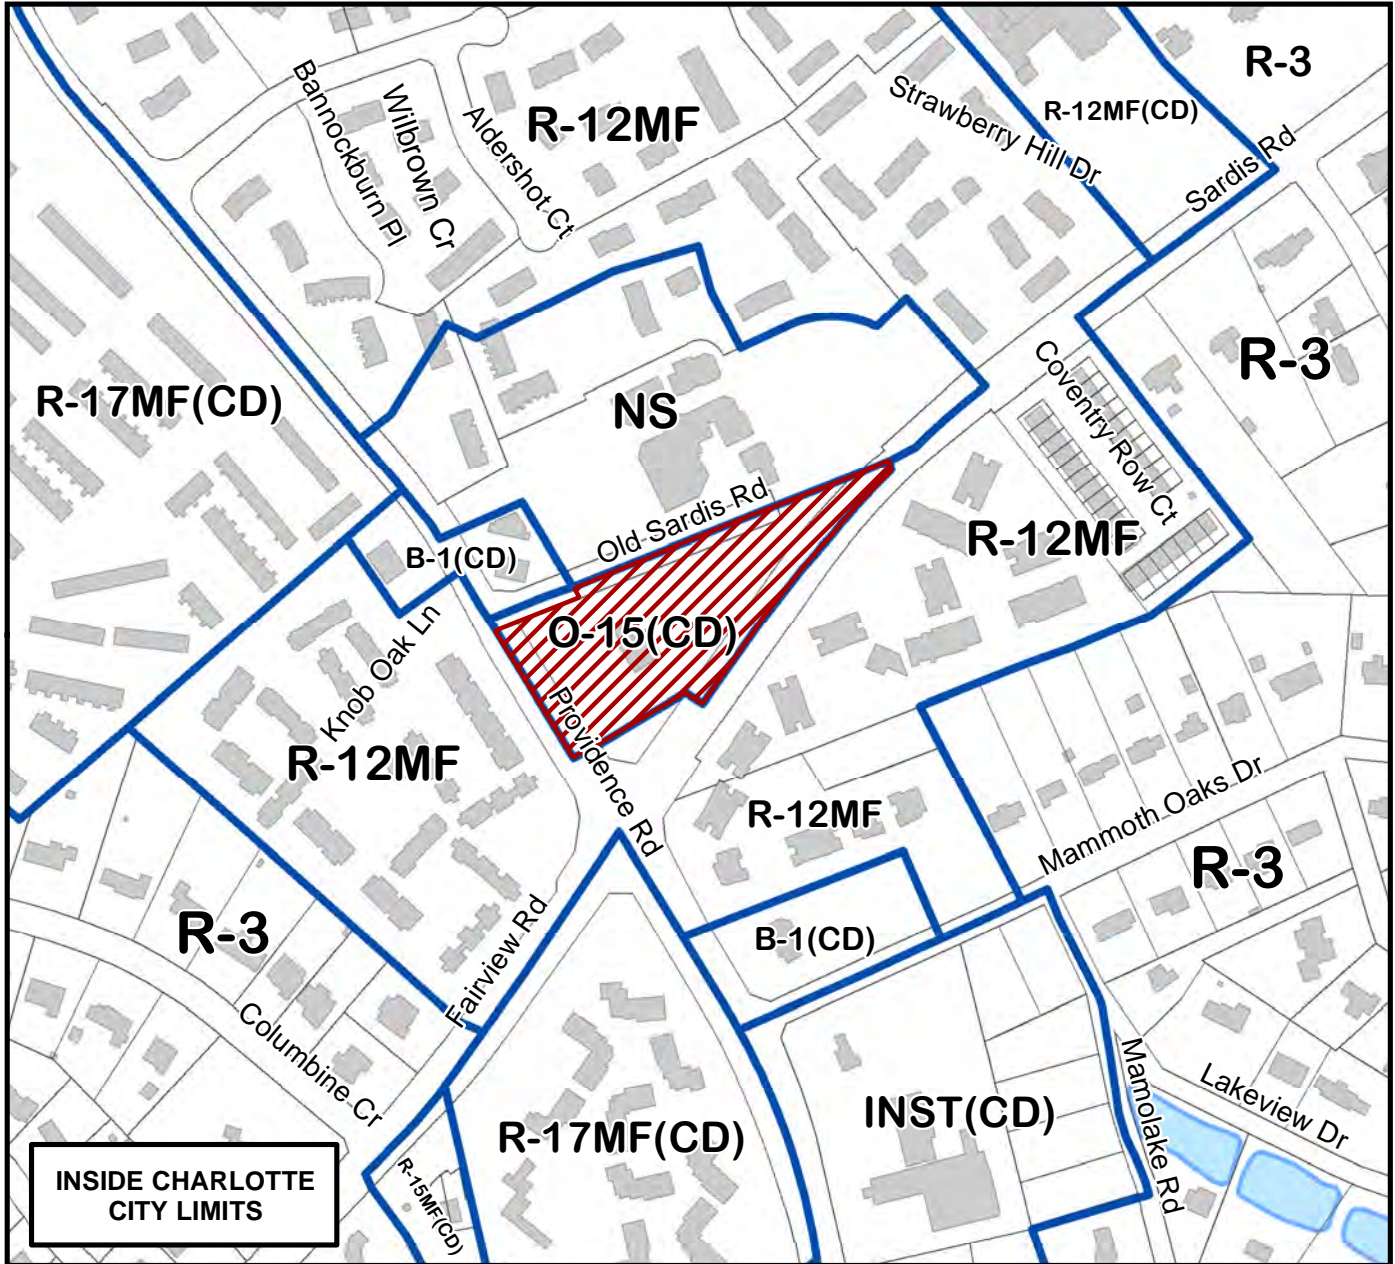 R-3
R-12MF(CD)
R-12MF
Bannockburn Pl
Wilbrown Cr
Aldershot Ct
Strawberry Hill Dr
Sardis Rd
R-17MF(CD)
NS
R-3
Coventry Row Ct
Old Sardis Rd
R-12MF
B-1(CD)
O-15(CD)
Knob Oak Ln
Providence Rd
R-12MF
R-12MF
Mammoth Oaks Dr
R-3
R-3
B-1(CD)
Fairview Rd
Columbine Cr
Mamolake Rd
Lakeview Dr
INST(CD)
R-17MF(CD)
R-15MF(CD)
INSIDE CHARLOTTE
CITY LIMITS